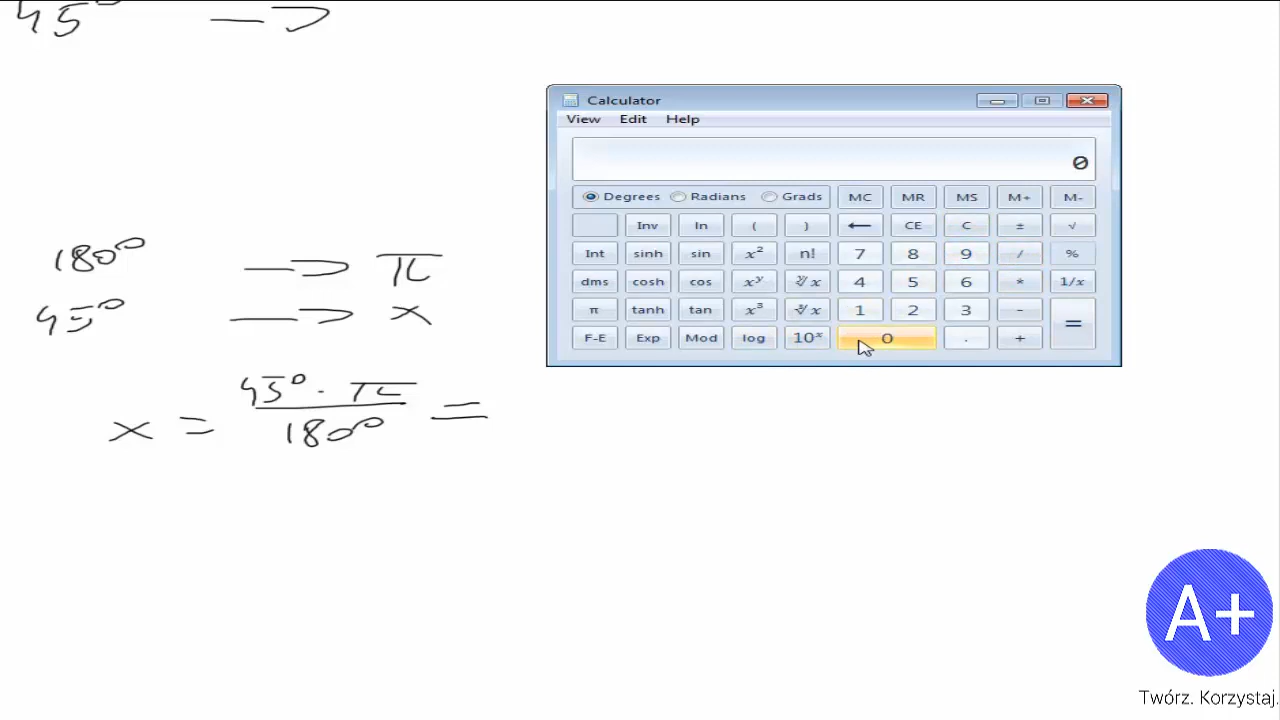 45° →
Calculator
View Edit Help
0
Degrees Radians Grads MC MR MS M+ M-
Inv ln ( ) ← CE C ± √
Int sinh sin x² n! 7 8 9 / %
dms cosh cos xʸ ʸ√x 4 5 6 * 1/x
π tanh tan x³ ³√x 1 2 3 - =
F-E Exp Mod log 10ˣ 0 . +
180° → π
45° → x
x = 45° · π / 180° =
A+
Twórz. Korzystaj.